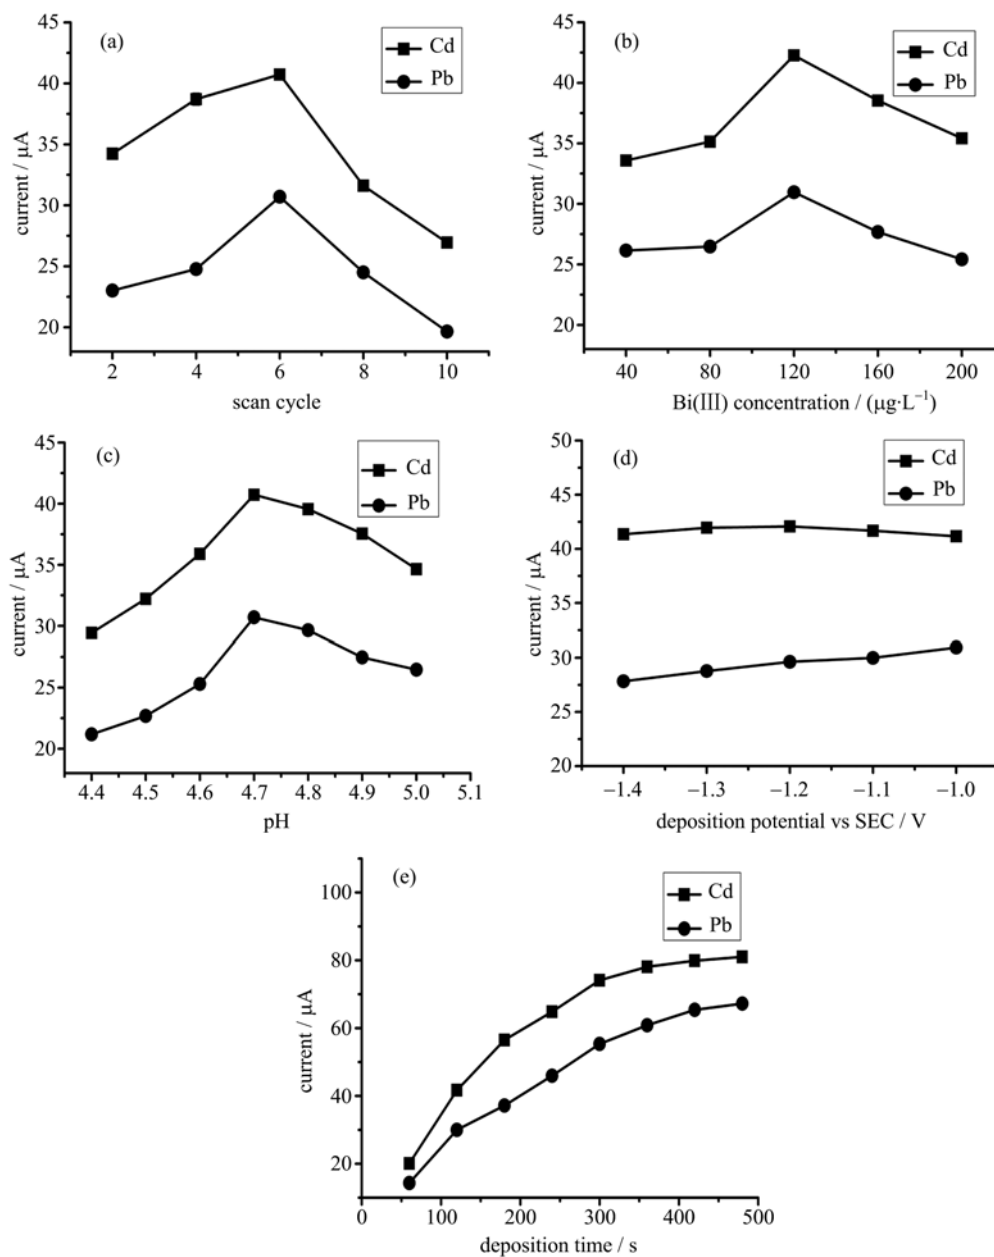 (a)
Cd
Pb
45
40
35
30
25
20
current / μA
2 4 6 8 10
scan cycle
(b)
Cd
Pb
45
40
35
30
25
20
current / μA
40 80 120 160 200
Bi(Ⅲ) concentration / (μg·L⁻¹)
(c)
Cd
Pb
45
40
35
30
25
20
current / μA
4.4 4.5 4.6 4.7 4.8 4.9 5.0 5.1
pH
(d)
Cd
Pb
50
45
40
35
30
25
20
current / μA
−1.4 −1.3 −1.2 −1.1 −1.0
deposition potential vs SEC / V
(e)
Cd
Pb
100
80
60
40
20
current / μA
0 100 200 300 400 500
deposition time / s